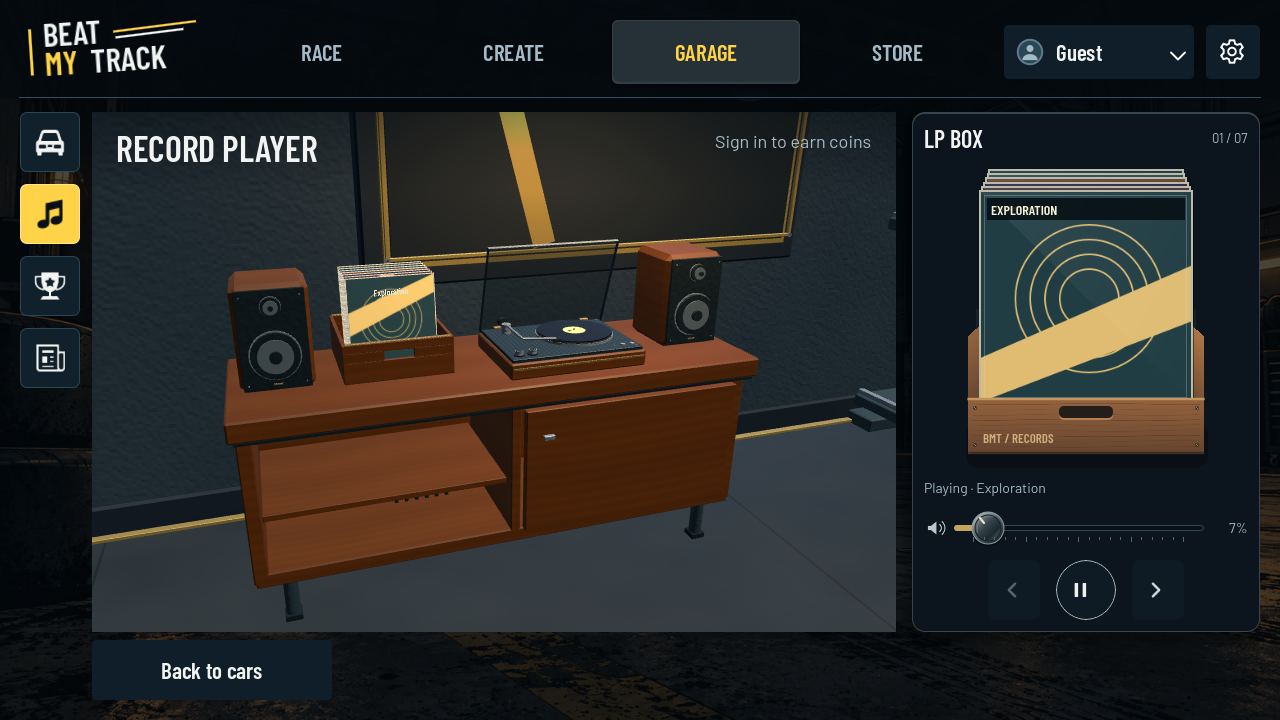 BEAT
MY TRACK
RACE
CREATE
GARAGE
STORE
Guest
RECORD PLAYER
Sign in to earn coins
Exploration
LP BOX
01 / 07
EXPLORATION
BMT / RECORDS
Playing · Exploration
7%
Back to cars